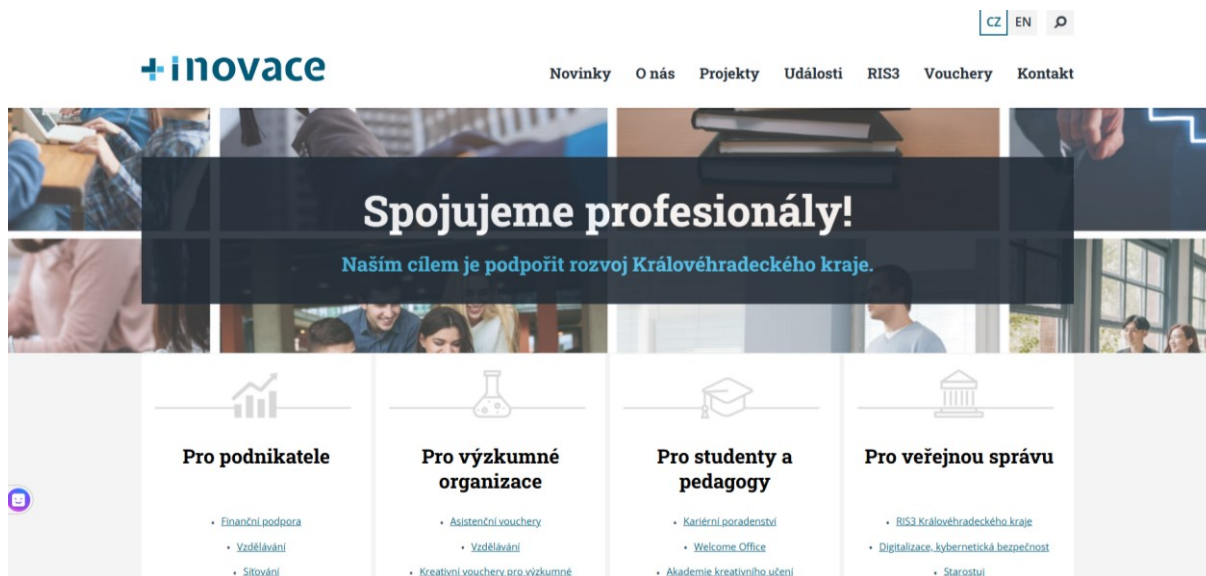 CZ EN
+inovace
Novinky O nás Projekty Události RIS3 Vouchery Kontakt
Spojujeme profesionály!
Naším cílem je podpořit rozvoj Královéhradeckého kraje.
Pro podnikatele
Finanční podpora
Vzdělávání
Síťování
Pro výzkumné
organizace
Asistenční vouchery
Vzdělávání
Kreativní vouchery pro výzkumné
Pro studenty a
pedagogy
Kariérní poradenství
Welcome Office
Akademie kreativního učení
Pro veřejnou správu
RIS3 Královéhradeckého kraje
Digitalizace, kybernetická bezpečnost
Starostuj